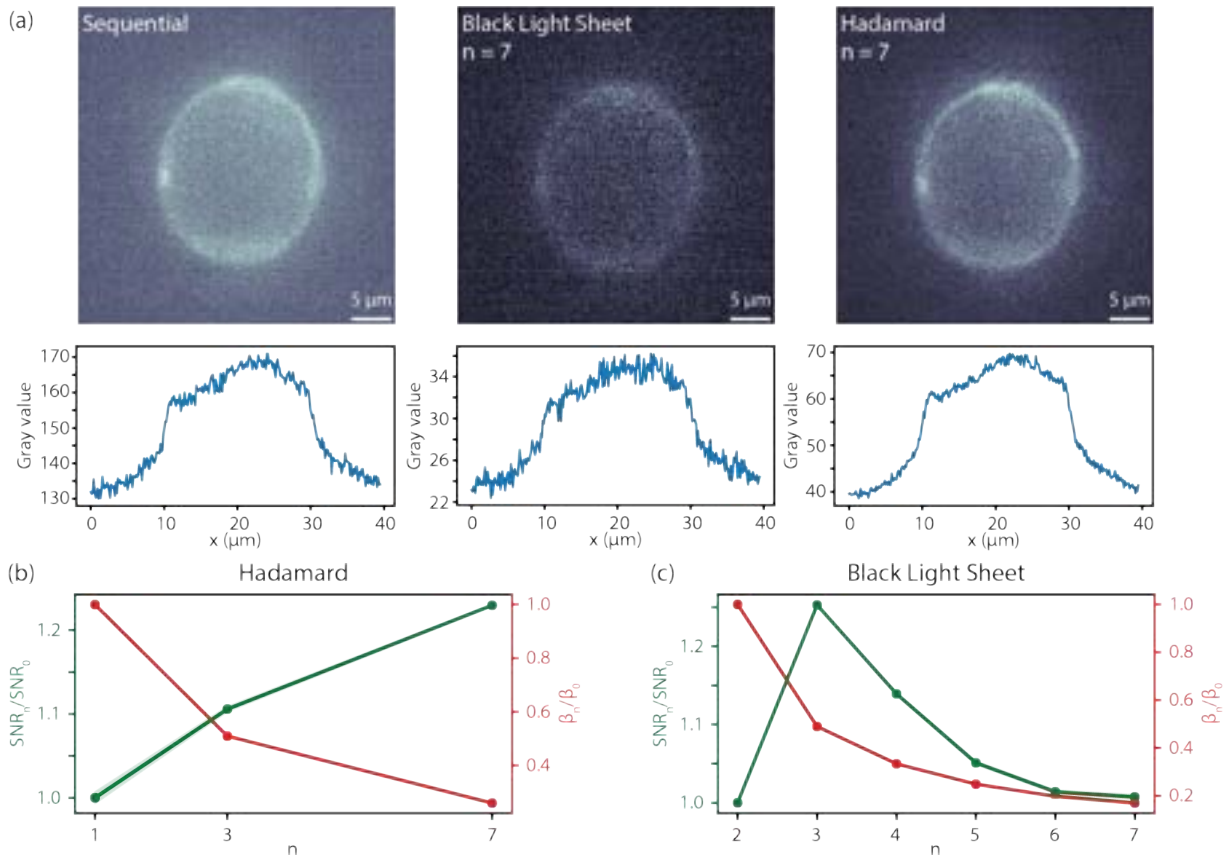 (a)
Sequential
5 μm
Black Light Sheet
n = 7
5 μm
Hadamard
n = 7
5 μm
Gray value
170
160
150
140
130
0 10 20 30 40
x (μm)
Gray value
34
30
26
22
0 10 20 30 40
x (μm)
Gray value
70
60
50
40
0 10 20 30 40
x (μm)
(b) Hadamard
SNRₙ/SNR₀
1.2
1.1
1.0
1 3 7
n
1.0
0.8
0.6
0.4
βₙ/β₀
(c) Black Light Sheet
SNRₙ/SNR₀
1.2
1.1
1.0
2 3 4 5 6 7
n
1.0
0.8
0.6
0.4
0.2
βₙ/β₀